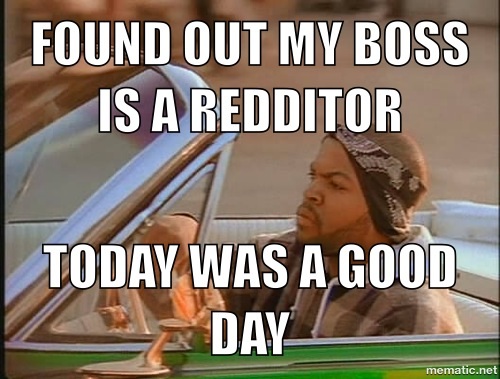 FOUND OUT MY BOSS
IS A REDDITOR
TODAY WAS A GOOD
DAY
mematic.net